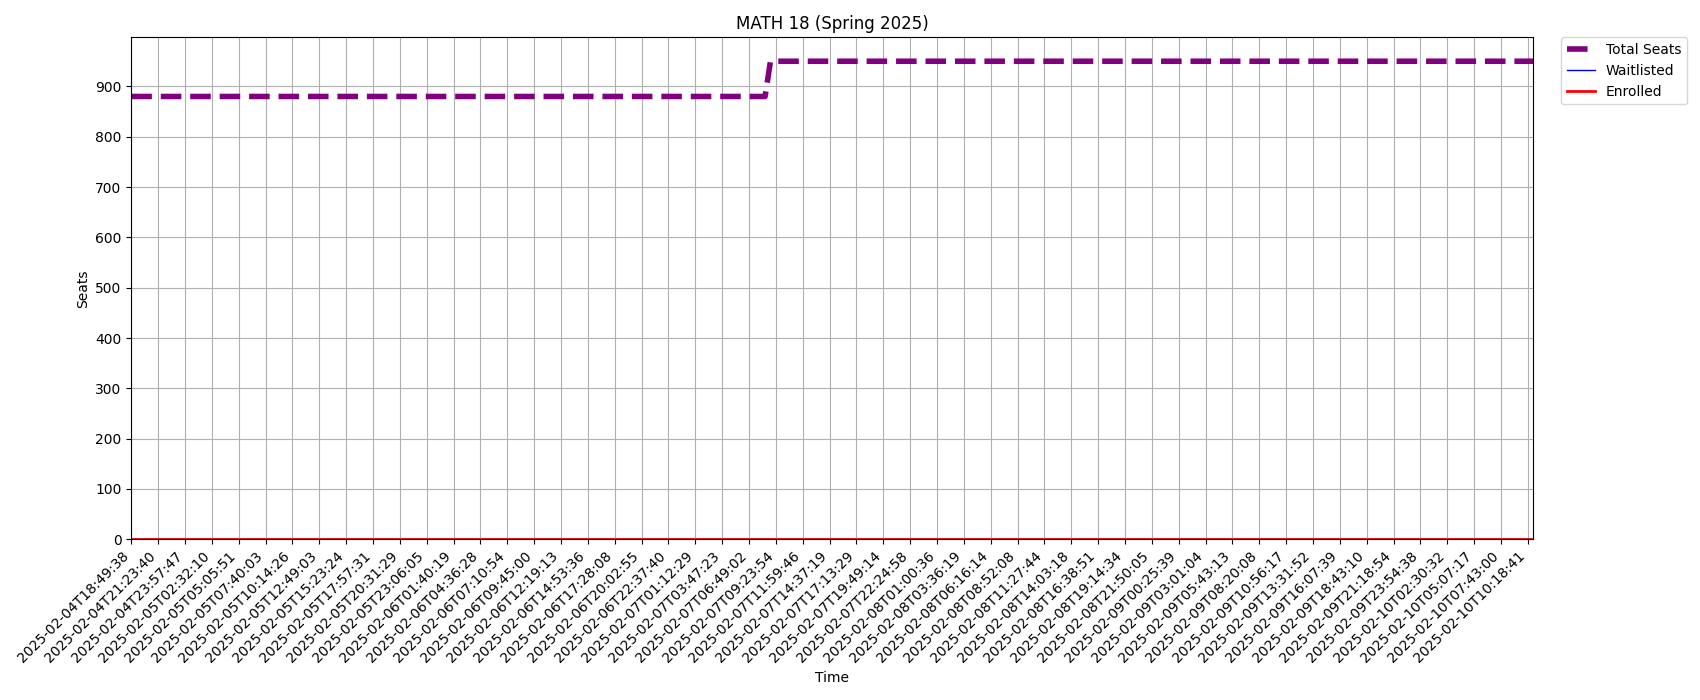 MATH 18 (Spring 2025)
Total Seats
Waitlisted
Enrolled
900
800
700
600
500
400
300
200
100
0
Seats
2025-02-04T18:49:38
2025-02-04T21:23:40
2025-02-04T23:57:47
2025-02-05T02:32:10
2025-02-05T05:05:51
2025-02-05T07:40:03
2025-02-05T10:14:26
2025-02-05T12:49:03
2025-02-05T15:23:24
2025-02-05T17:57:31
2025-02-05T20:31:29
2025-02-05T23:06:05
2025-02-06T01:40:19
2025-02-06T04:36:28
2025-02-06T07:10:54
2025-02-06T09:45:00
2025-02-06T12:19:13
2025-02-06T14:53:36
2025-02-06T17:28:08
2025-02-06T20:02:55
2025-02-06T22:37:40
2025-02-07T01:12:29
2025-02-07T03:47:23
2025-02-07T06:49:02
2025-02-07T09:23:54
2025-02-07T11:59:46
2025-02-07T14:37:19
2025-02-07T17:13:29
2025-02-07T19:49:14
2025-02-07T22:24:58
2025-02-08T01:00:36
2025-02-08T03:36:19
2025-02-08T06:16:14
2025-02-08T08:52:08
2025-02-08T11:27:44
2025-02-08T14:03:18
2025-02-08T16:38:51
2025-02-08T19:14:34
2025-02-08T21:50:05
2025-02-09T00:25:39
2025-02-09T03:01:04
2025-02-09T05:43:13
2025-02-09T08:20:08
2025-02-09T10:56:17
2025-02-09T13:31:52
2025-02-09T16:07:39
2025-02-09T18:43:10
2025-02-09T21:18:54
2025-02-09T23:54:38
2025-02-10T02:30:32
2025-02-10T05:07:17
2025-02-10T07:43:00
2025-02-10T10:18:41
Time